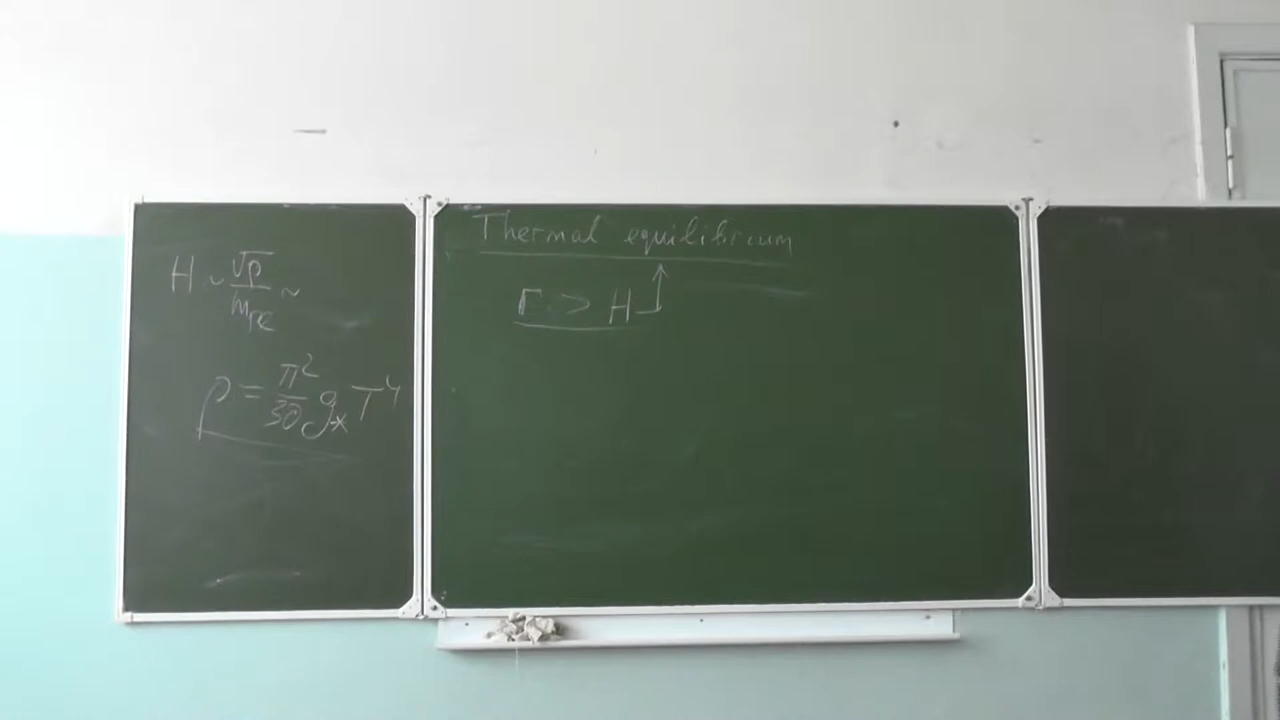 H ~ √ρ / m_pl ~
ρ = π² / 30 g_* T⁴
Thermal equilibrium
Γ > H